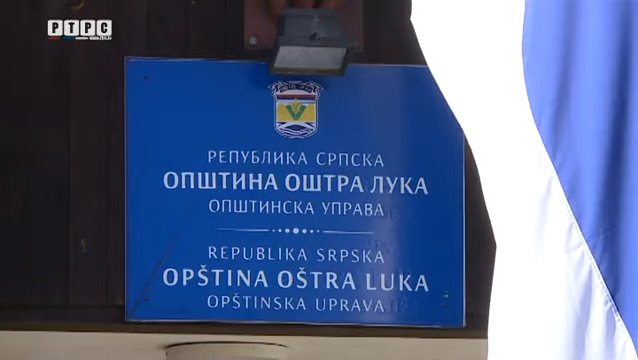 РТРС
РЕПУБЛИКА СРПСКА
ОПШТИНА ОШТРА ЛУКА
ОПШТИНСКА УПРАВА
REPUBLIKA SRPSKA
OPŠTINA OŠTRA LUKA
OPŠTINSKA UPRAVA